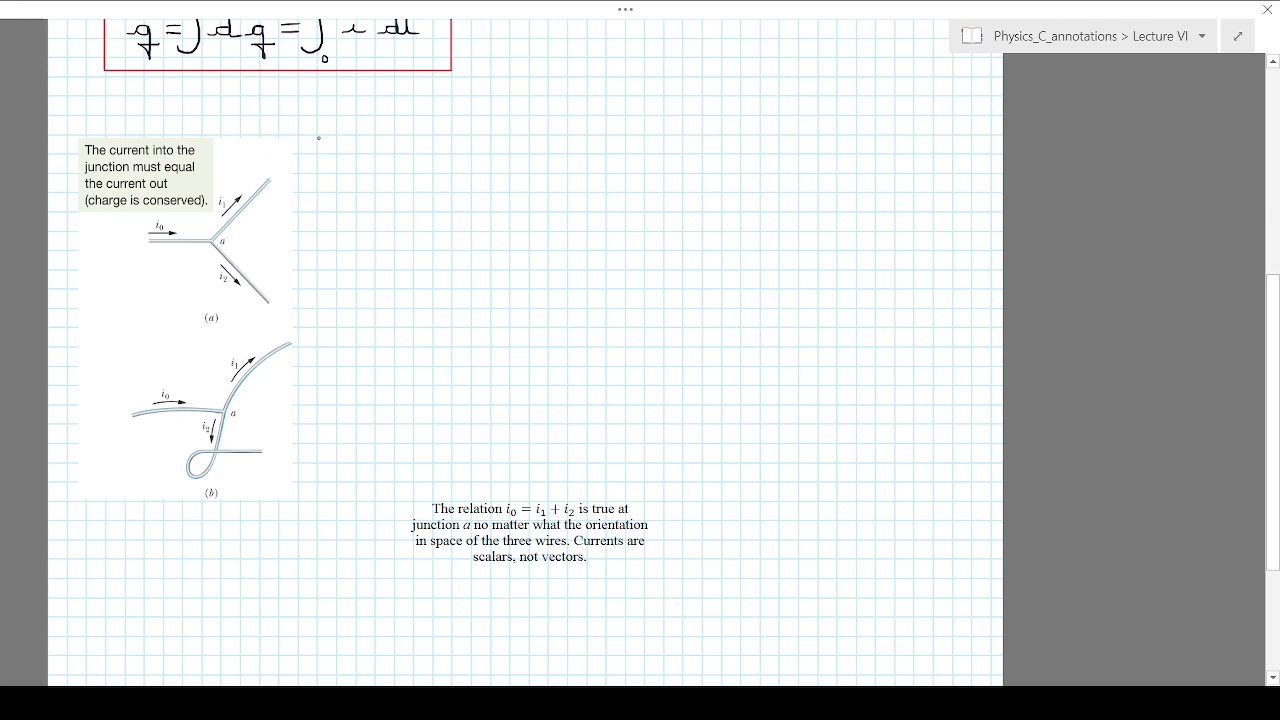 Physics_C_annotations > Lecture VI
q = ∫ dq = ∫₀ i dt
The current into the
junction must equal
the current out
(charge is conserved).
i₁
i₀
a
i₂
(a)
i₁
i₀
a
i₂
(b)
The relation i₀ = i₁ + i₂ is true at
junction a no matter what the orientation
in space of the three wires. Currents are
scalars, not vectors.